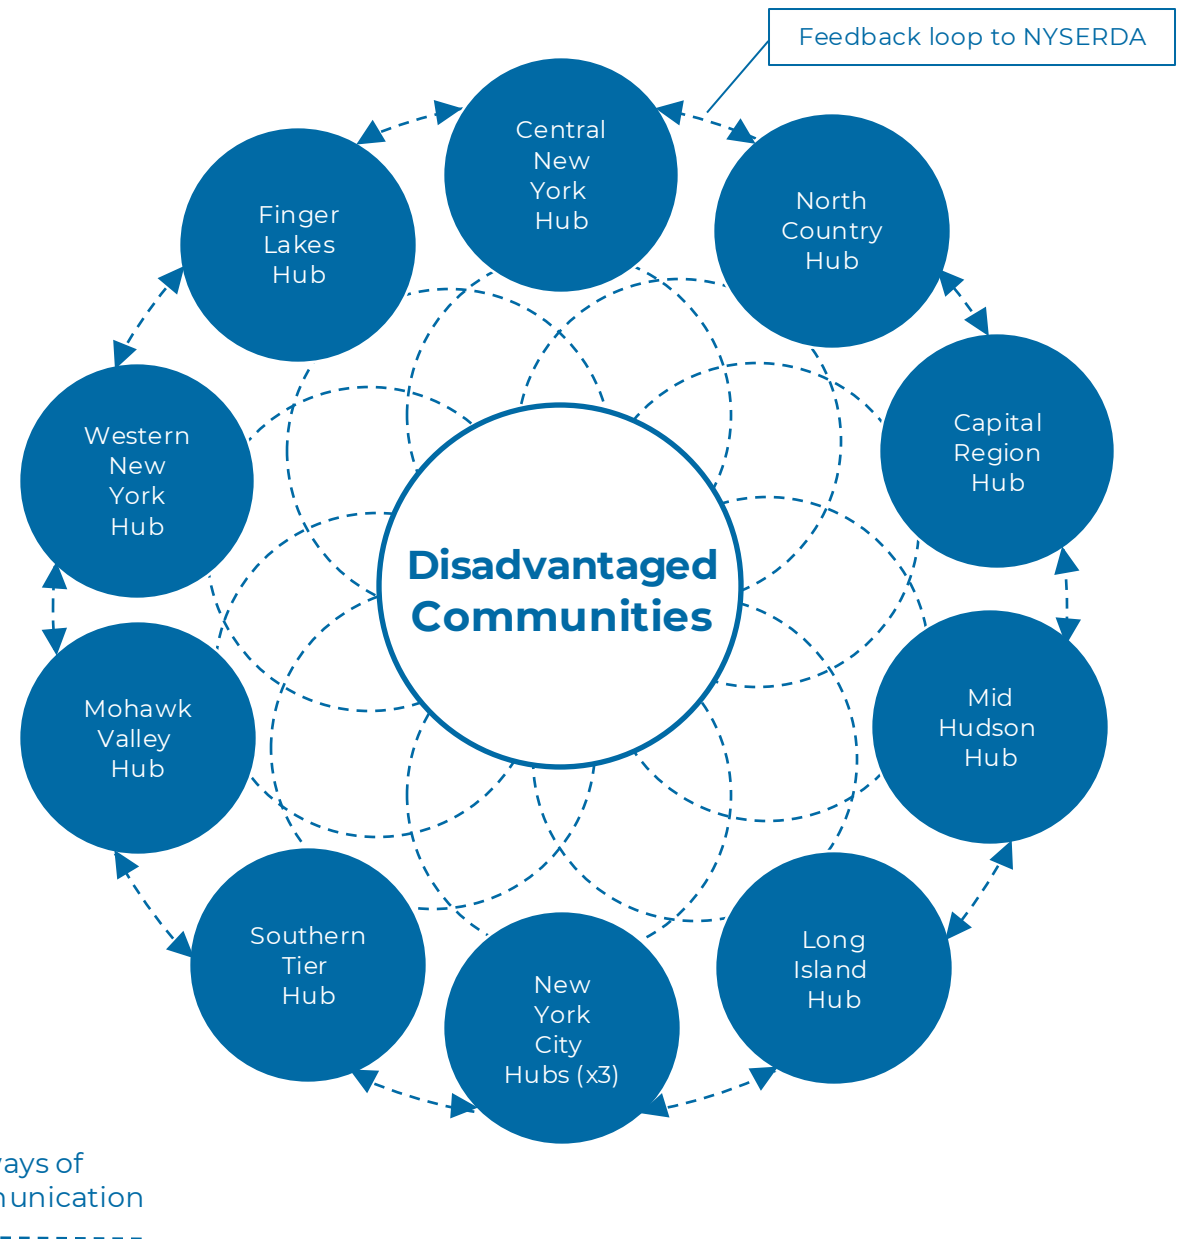 Feedback loop to NYSERDA
Central
New
York
Hub
North
Country
Hub
Finger
Lakes
Hub
Capital
Region
Hub
Western
New
York
Hub
Disadvantaged
Communities
Mid
Hudson
Hub
Mohawk
Valley
Hub
Long
Island
Hub
Southern
Tier
Hub
New
York
City
Hubs (x3)
of